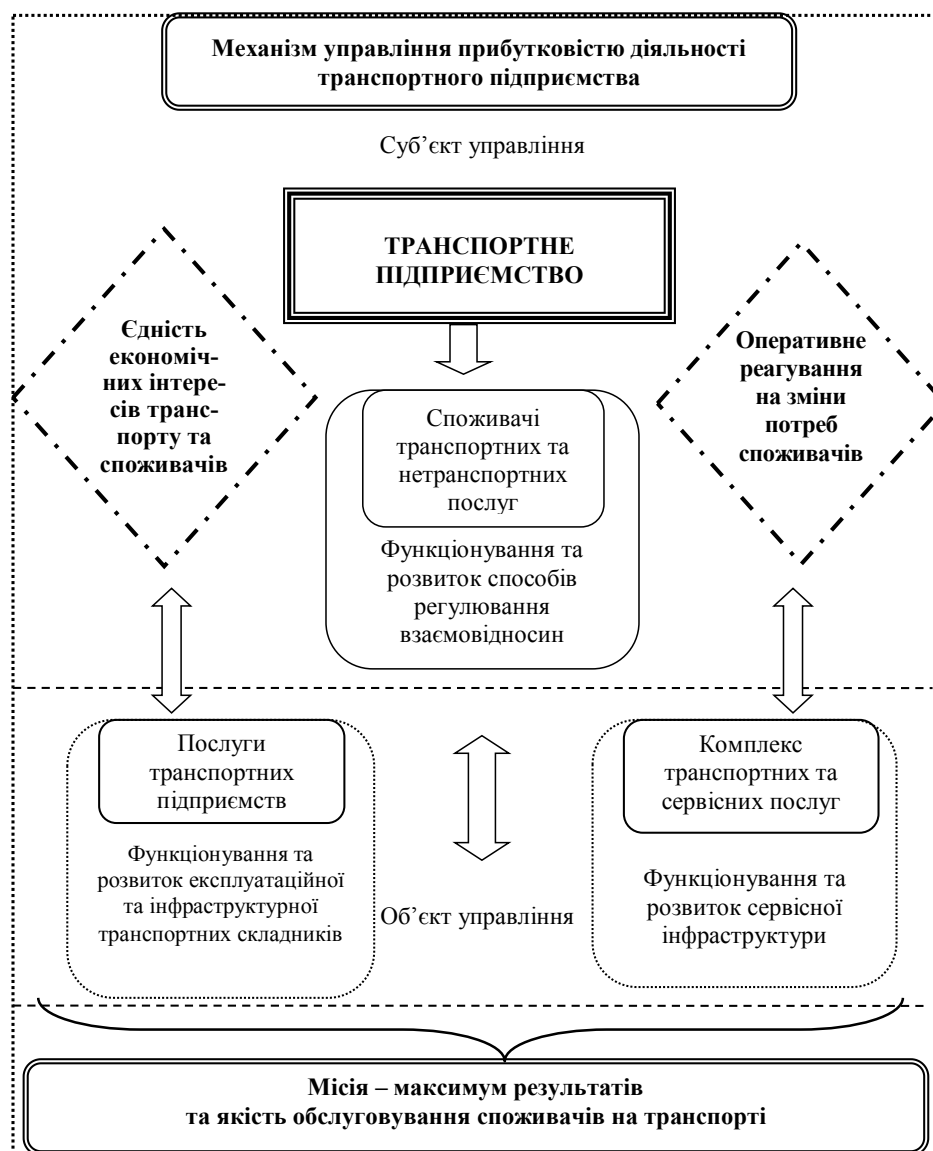 Механізм управління прибутковістю діяльності
транспортного підприємства
Суб’єкт управління
ТРАНСПОРТНЕ
ПІДПРИЄМСТВО
Єдність
економіч-
них інтере-
сів транс-
порту та
споживачів
Оперативне
реагування
на зміни
потреб
споживачів
Споживачі
транспортних та
нетранспортних
послуг
Функціонування та
розвиток способів
регулювання
взаємовідносин
Послуги
транспортних
підприємств
Функціонування та
розвиток експлуатаційної
та інфраструктурної
транспортних складників
Об’єкт управління
Комплекс
транспортних та
сервісних послуг
Функціонування та
розвиток сервісної
інфраструктури
Місія – максимум результатів
та якість обслуговування споживачів на транспорті